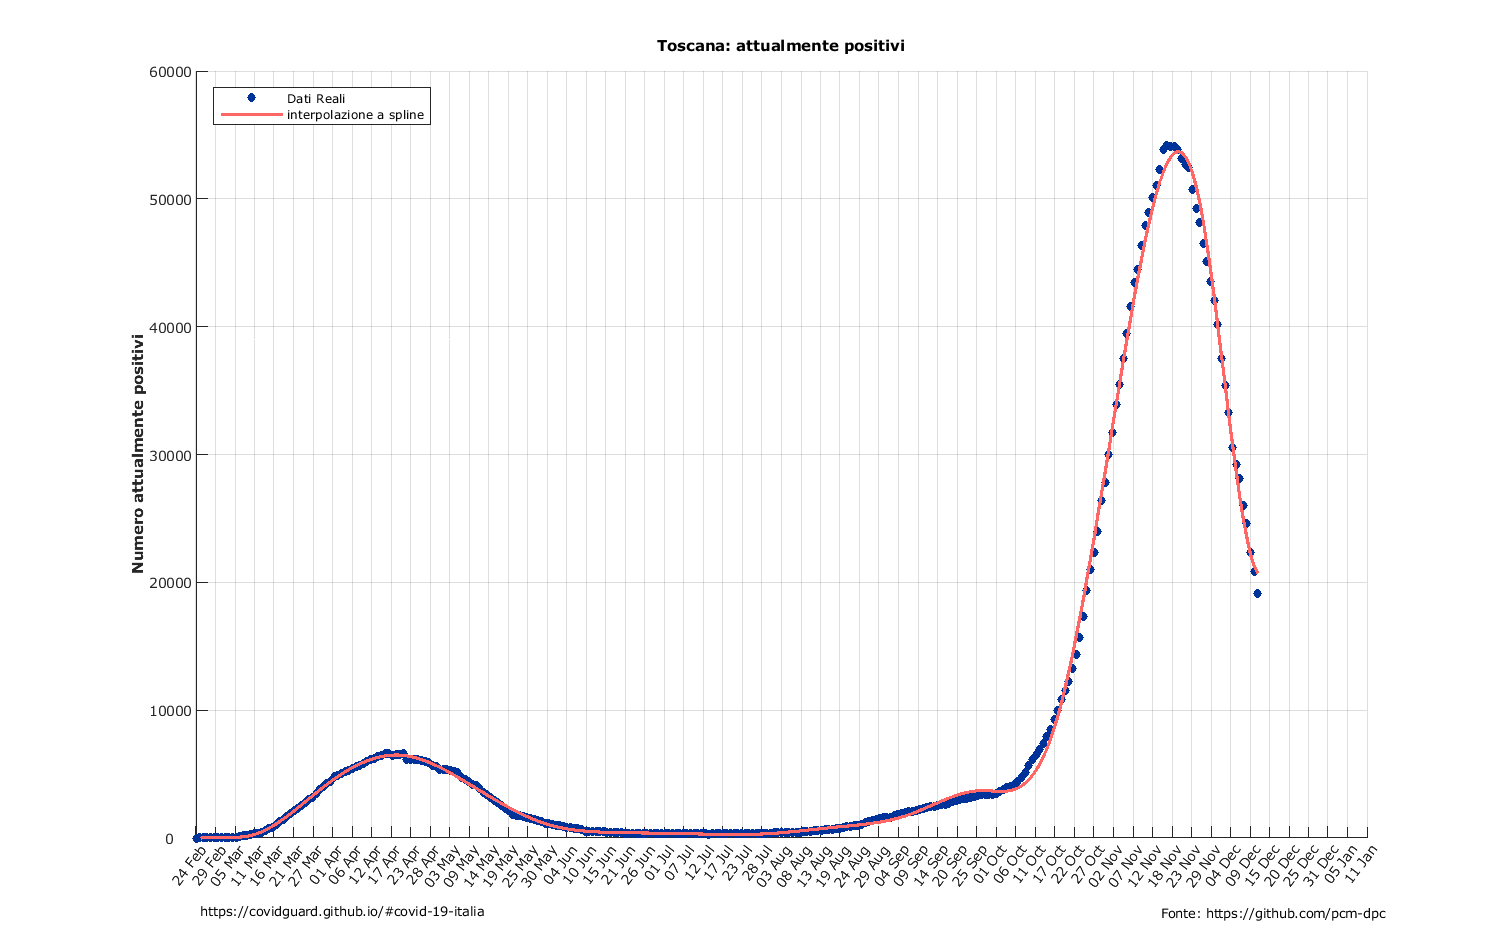 Toscana: attualmente positivi
60000
Dati Reali
interpolazione a spline
50000
40000
30000
20000
10000
0
Numero attualmente positivi
24 Feb
29 Feb
05 Mar
11 Mar
16 Mar
21 Mar
27 Mar
01 Apr
06 Apr
12 Apr
17 Apr
23 Apr
28 Apr
03 May
09 May
14 May
19 May
25 May
30 May
04 Jun
10 Jun
15 Jun
21 Jun
26 Jun
01 Jul
07 Jul
12 Jul
17 Jul
23 Jul
28 Jul
03 Aug
08 Aug
13 Aug
19 Aug
24 Aug
29 Aug
04 Sep
09 Sep
14 Sep
20 Sep
25 Sep
01 Oct
06 Oct
11 Oct
17 Oct
22 Oct
27 Oct
02 Nov
07 Nov
12 Nov
18 Nov
23 Nov
29 Nov
04 Dec
09 Dec
15 Dec
20 Dec
25 Dec
31 Dec
05 Jan
11 Jan
https://covidguard.github.io/#covid-19-italia
Fonte: https://github.com/pcm-dpc